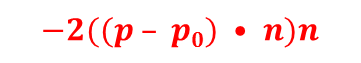 −2((p – p₀) • n)n